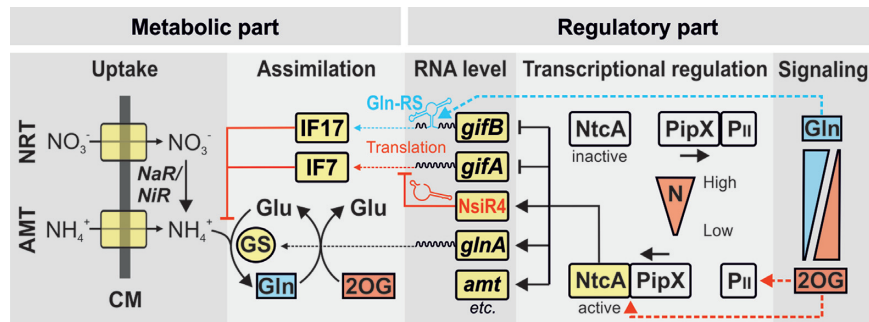 Metabolic part
Regulatory part
Uptake
Assimilation
RNA level
Transcriptional regulation
Signaling
NRT
NO₃⁻
NO₃⁻
NaR/
NiR
AMT
NH₄⁺
NH₄⁺
CM
IF17
IF7
Glu
Glu
GS
Gln
2OG
Gln-RS
Translation
gifB
gifA
NsiR4
glnA
amt
etc.
NtcA
inactive
PipX
PII
High
N
Low
NtcA
PipX
PII
active
Gln
2OG